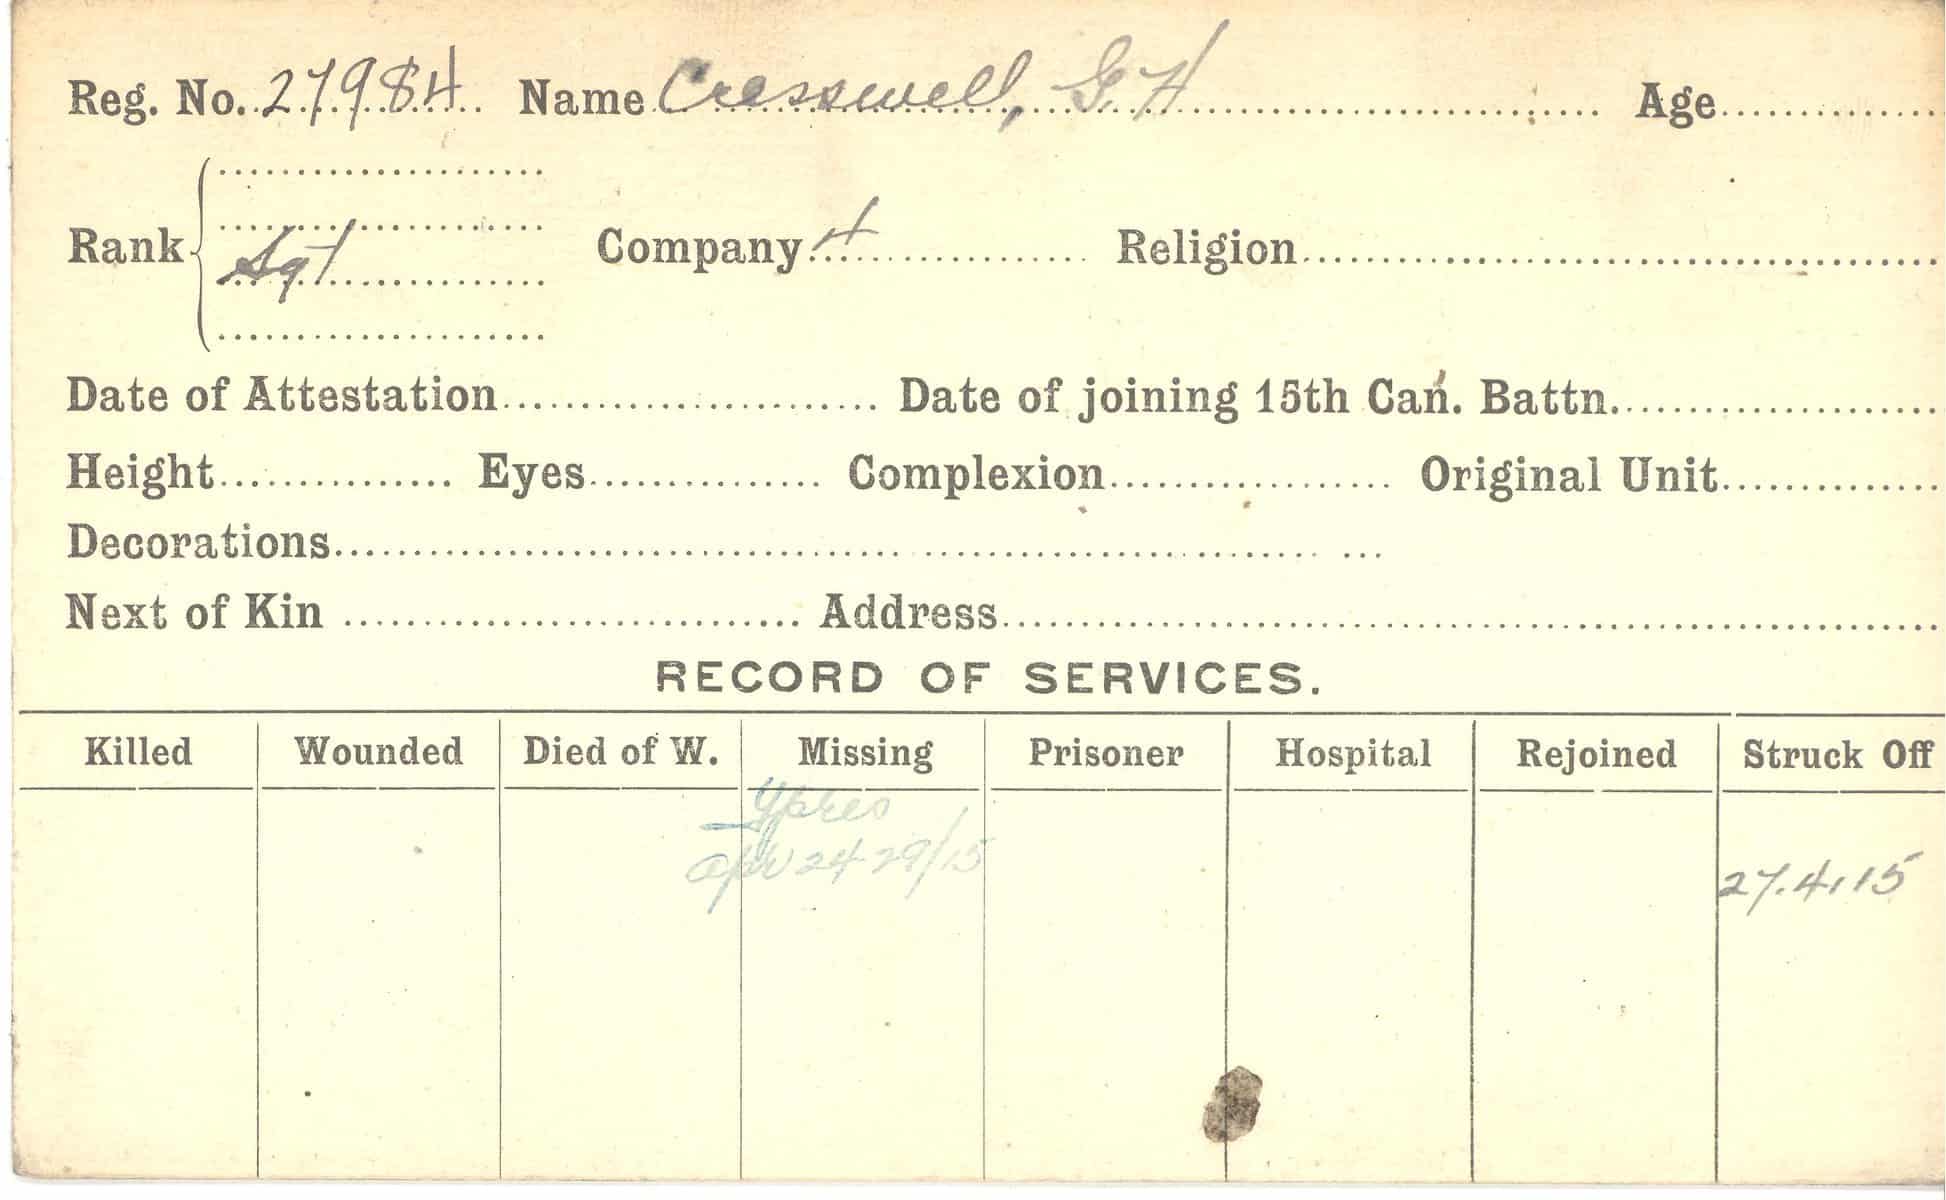 Reg. No. 27984 Name Cresswell, G.H Age
Rank Sgt Company 4 Religion
Date of Attestation Date of joining 15th Can. Battn.
Height Eyes Complexion Original Unit
Decorations
Next of Kin Address
RECORD OF SERVICES.
Killed Wounded Died of W. Missing Prisoner Hospital Rejoined Struck Off
Ypres
Apr 24 29/15 27.4.15